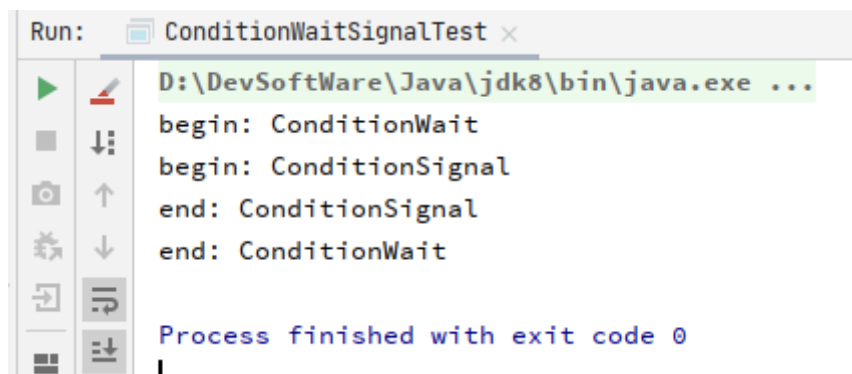 Run: ConditionWaitSignalTest ×
D:\DevSoftWare\Java\jdk8\bin\java.exe ...
begin: ConditionWait
begin: ConditionSignal
end: ConditionSignal
end: ConditionWait
Process finished with exit code 0